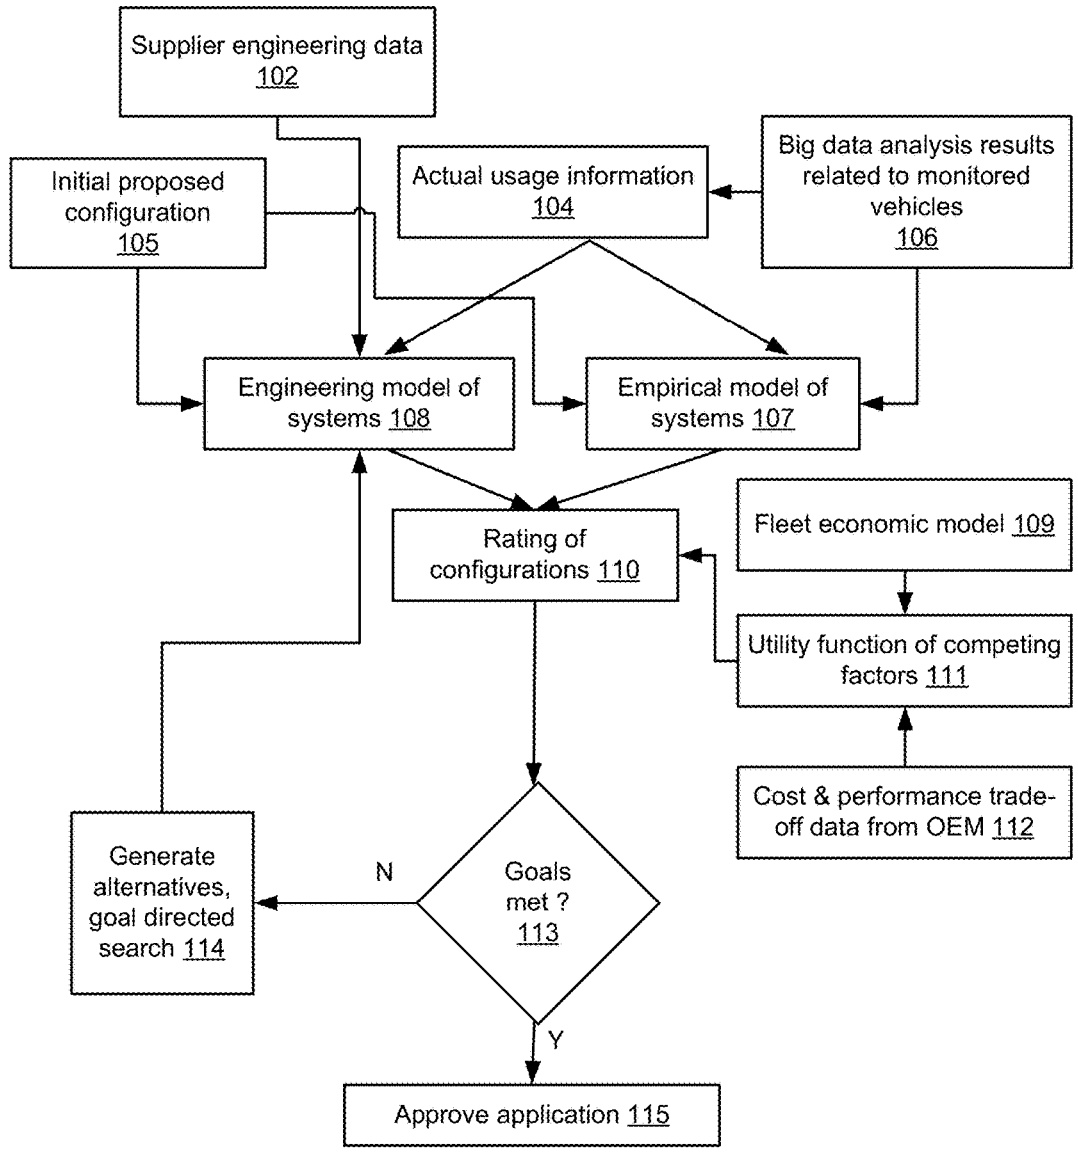 Supplier engineering data
102
Initial proposed
configuration
105
Actual usage information
104
Big data analysis results
related to monitored
vehicles
106
Engineering model of
systems 108
Empirical model of
systems 107
Rating of
configurations 110
Fleet economic model 109
Utility function of competing
factors 111
Cost & performance trade-
off data from OEM 112
Generate
alternatives,
goal directed
search 114
N
Goals
met ?
113
Y
Approve application 115